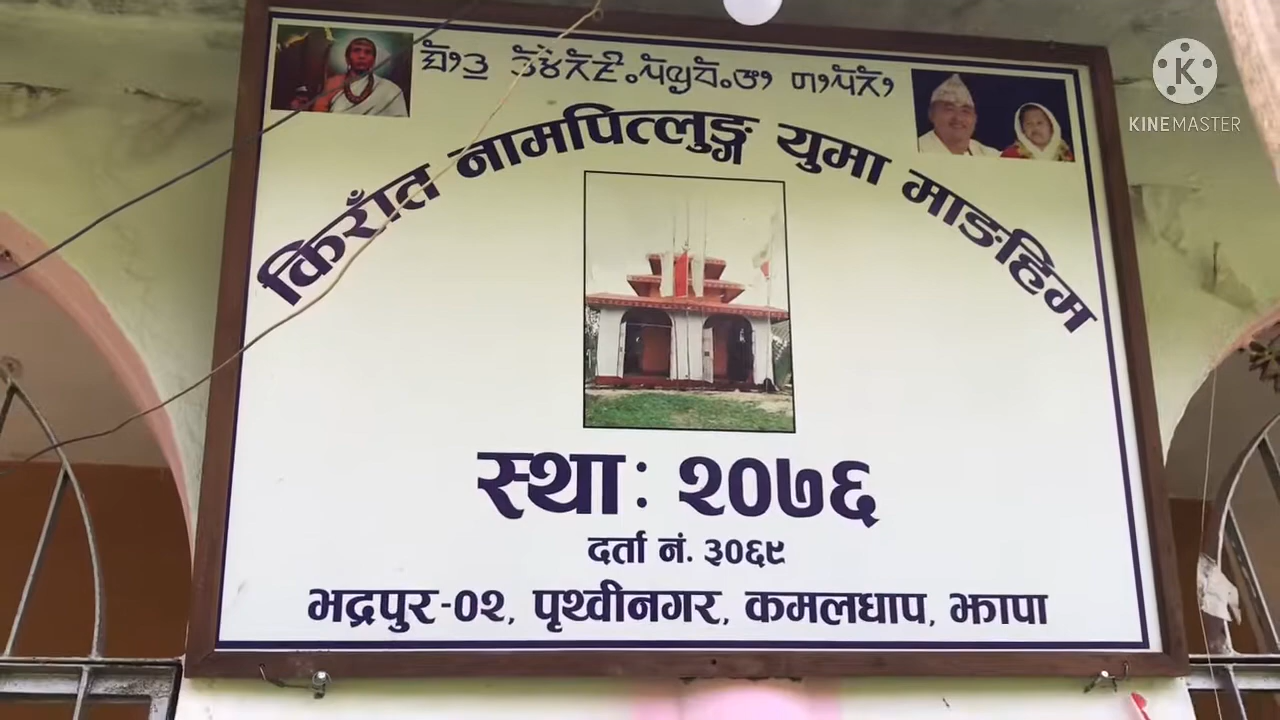 किराँत नामपित्लुङ्ग युमा माङहिम
स्था: २०७६
दर्ता नं. ३०६९
भद्रपुर-०२, पृथ्वीनगर, कमलधाप, झापा
KINEMASTER